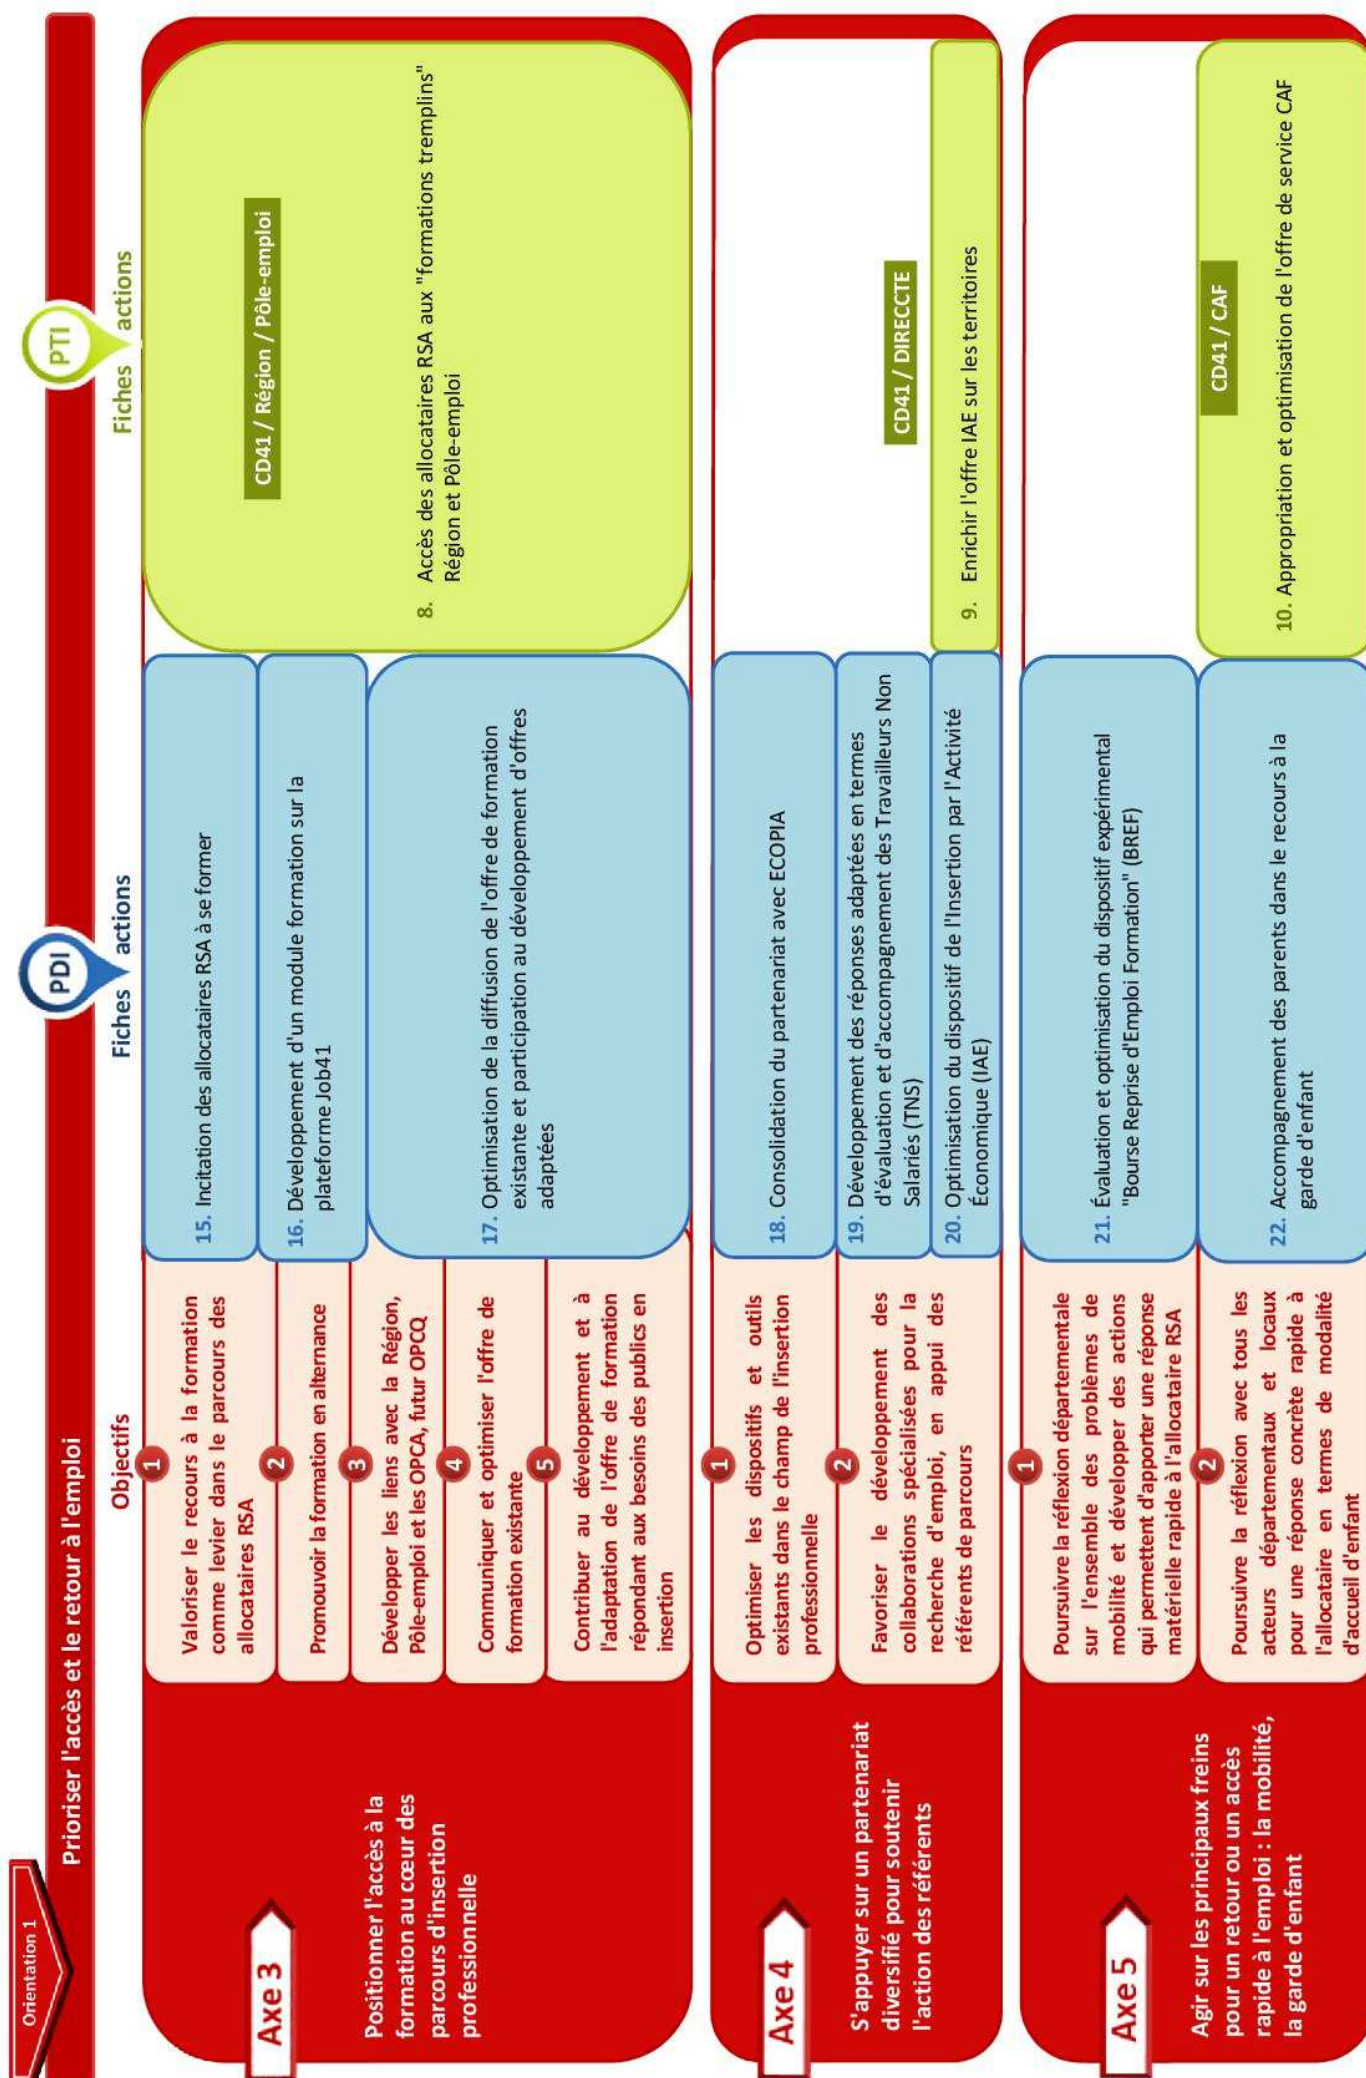 Orientation 1
Prioriser l'accès et le retour à l'emploi
PDI
PTI
Objectifs
Fiches actions
Fiches actions
Axe 3
Positionner l'accès à la
formation au cœur des
parcours d'insertion
professionnelle
1
Valoriser le recours à la formation
comme levier dans le parcours des
allocataires RSA
2
Promouvoir la formation en alternance
3
Développer les liens avec la Région,
Pôle-emploi et les OPCA, futur OPCQ
4
Communiquer et optimiser l'offre de
formation existante
5
Contribuer au développement et à
l'adaptation de l'offre de formation
répondant aux besoins des publics en
insertion
15. Incitation des allocataires RSA à se former
16. Développement d'un module formation sur la
plateforme Job41
17. Optimisation de la diffusion de l'offre de formation
existante et participation au développement d'offres
adaptées
CD41 / Région / Pôle-emploi
8. Accès des allocataires RSA aux "formations tremplins"
Région et Pôle-emploi
Axe 4
S'appuyer sur un partenariat
diversifié pour soutenir
l'action des référents
1
Optimiser les dispositifs et outils
existants dans le champ de l'insertion
professionnelle
2
Favoriser le développement des
collaborations spécialisées pour la
recherche d'emploi, en appui des
référents de parcours
18. Consolidation du partenariat avec ECOPIA
19. Développement des réponses adaptées en termes
d'évaluation et d'accompagnement des Travailleurs Non
Salariés (TNS)
20. Optimisation du dispositif de l'Insertion par l'Activité
Économique (IAE)
CD41 / DIRECCTE
9. Enrichir l'offre IAE sur les territoires
Axe 5
Agir sur les principaux freins
pour un retour ou un accès
rapide à l'emploi : la mobilité,
la garde d'enfant
1
Poursuivre la réflexion départementale
sur l'ensemble des problèmes de
mobilité et développer des actions
qui permettent d'apporter une réponse
matérielle rapide à l'allocataire RSA
2
Poursuivre la réflexion avec tous les
acteurs départementaux et locaux
pour une réponse concrète rapide à
l'allocataire en termes de modalité
d'accueil d'enfant
21. Évaluation et optimisation du dispositif expérimental
"Bourse Reprise d'Emploi Formation" (BREF)
22. Accompagnement des parents dans le recours à la
garde d'enfant
CD41 / CAF
10. Appropriation et optimisation de l'offre de service CAF